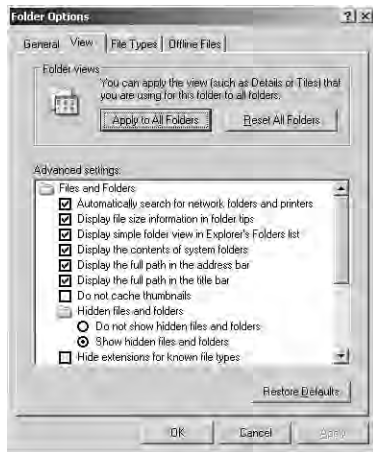 Folder Options
General View File Types Offline Files
Folder views
You can apply the view (such as Details or Tiles) that
you are using for this folder to all folders.
Apply to All Folders Reset All Folders
Advanced settings:
Files and Folders
Automatically search for network folders and printers
Display file size information in folder tips
Display simple folder view in Explorer's Folders list
Display the contents of system folders
Display the full path in the address bar
Display the full path in the title bar
Do not cache thumbnails
Hidden files and folders
Do not show hidden files and folders
Show hidden files and folders
Hide extensions for known file types
Restore Defaults
OK Cancel Apply